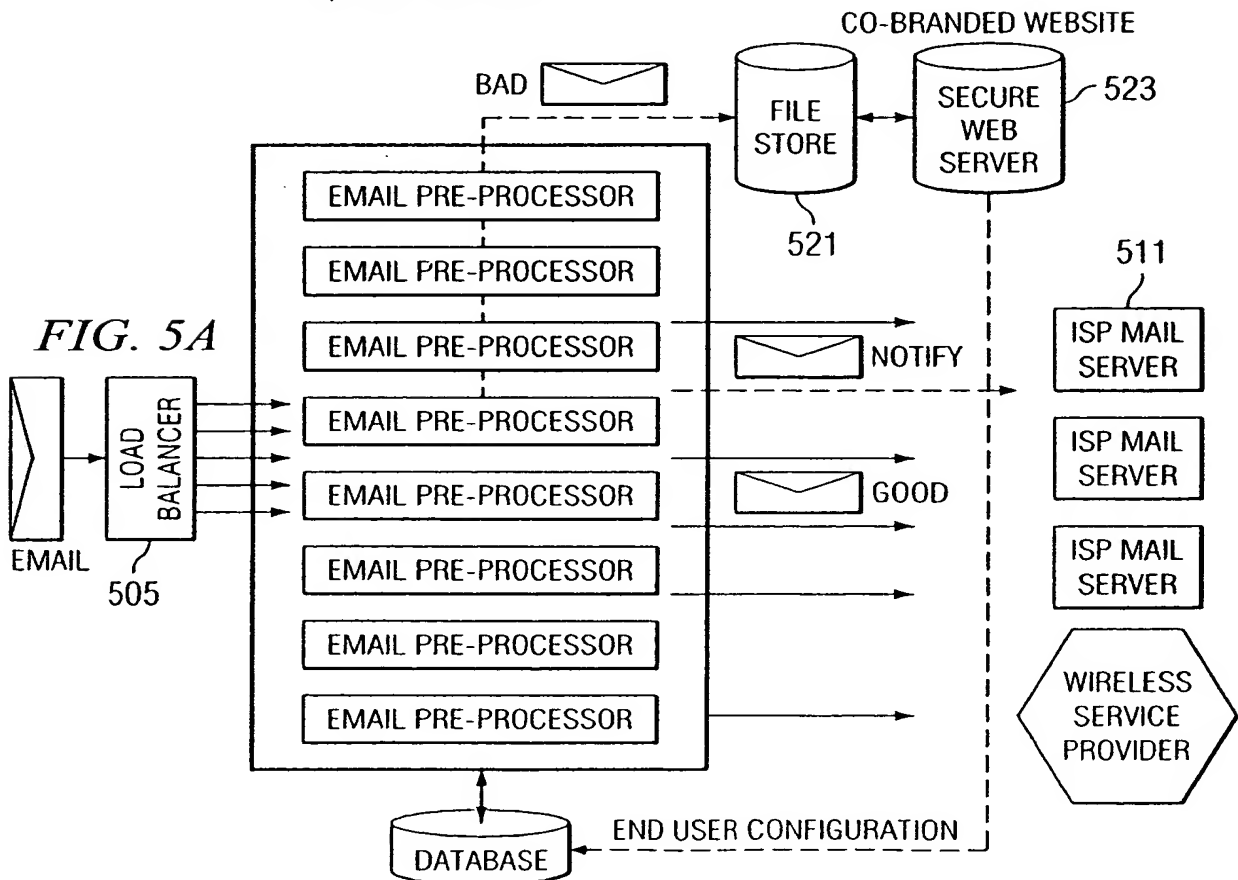 CO-BRANDED WEBSITE
BAD
FILE
STORE
SECURE
WEB
SERVER
523
521
EMAIL PRE-PROCESSOR
EMAIL PRE-PROCESSOR
EMAIL PRE-PROCESSOR
EMAIL PRE-PROCESSOR
EMAIL PRE-PROCESSOR
EMAIL PRE-PROCESSOR
EMAIL PRE-PROCESSOR
EMAIL PRE-PROCESSOR
FIG. 5A
EMAIL
LOAD
BALANCER
505
NOTIFY
GOOD
511
ISP MAIL
SERVER
ISP MAIL
SERVER
ISP MAIL
SERVER
WIRELESS
SERVICE
PROVIDER
END USER CONFIGURATION
DATABASE